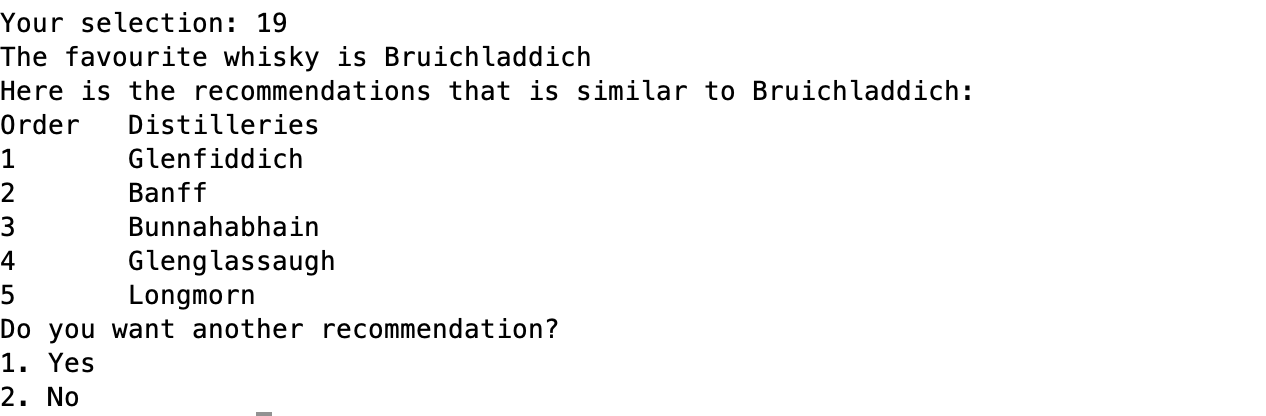 Your selection: 19
The favourite whisky is Bruichladdich
Here is the recommendations that is similar to Bruichladdich:
Order   Distilleries
1       Glenfiddich
2       Banff
3       Bunnahabhain
4       Glenglassaugh
5       Longmorn
Do you want another recommendation?
1. Yes
2. No